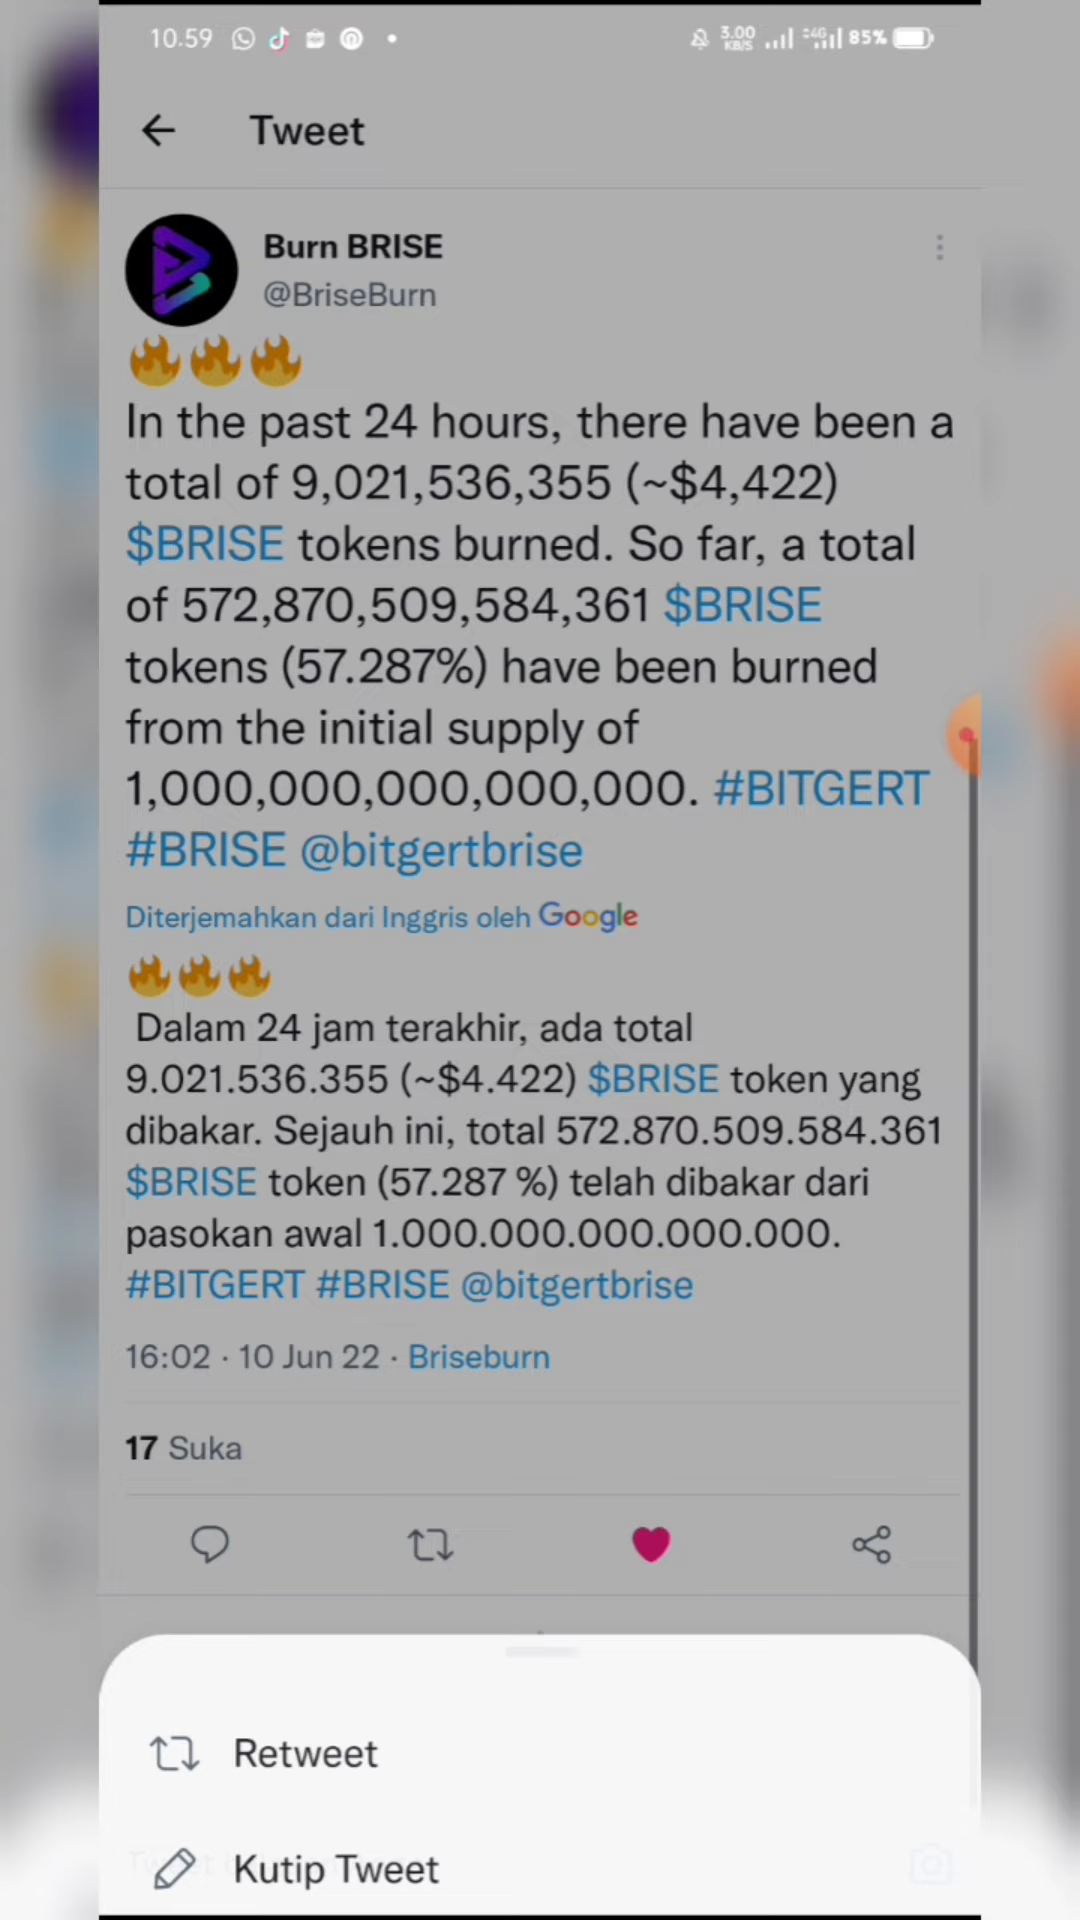 10.59
3.00
KB/S
4G
85%
Tweet
Burn BRISE
@BriseBurn
🔥🔥🔥
In the past 24 hours, there have been a
total of 9,021,536,355 (~$4,422)
$BRISE tokens burned. So far, a total
of 572,870,509,584,361 $BRISE
tokens (57.287%) have been burned
from the initial supply of
1,000,000,000,000,000. #BITGERT
#BRISE @bitgertbrise
Diterjemahkan dari Inggris oleh Google
🔥🔥🔥
Dalam 24 jam terakhir, ada total
9.021.536.355 (~$4.422) $BRISE token yang
dibakar. Sejauh ini, total 572.870.509.584.361
$BRISE token (57.287 %) telah dibakar dari
pasokan awal 1.000.000.000.000.000.
#BITGERT #BRISE @bitgertbrise
16:02 · 10 Jun 22 · Briseburn
17 Suka
Retweet
Kutip Tweet